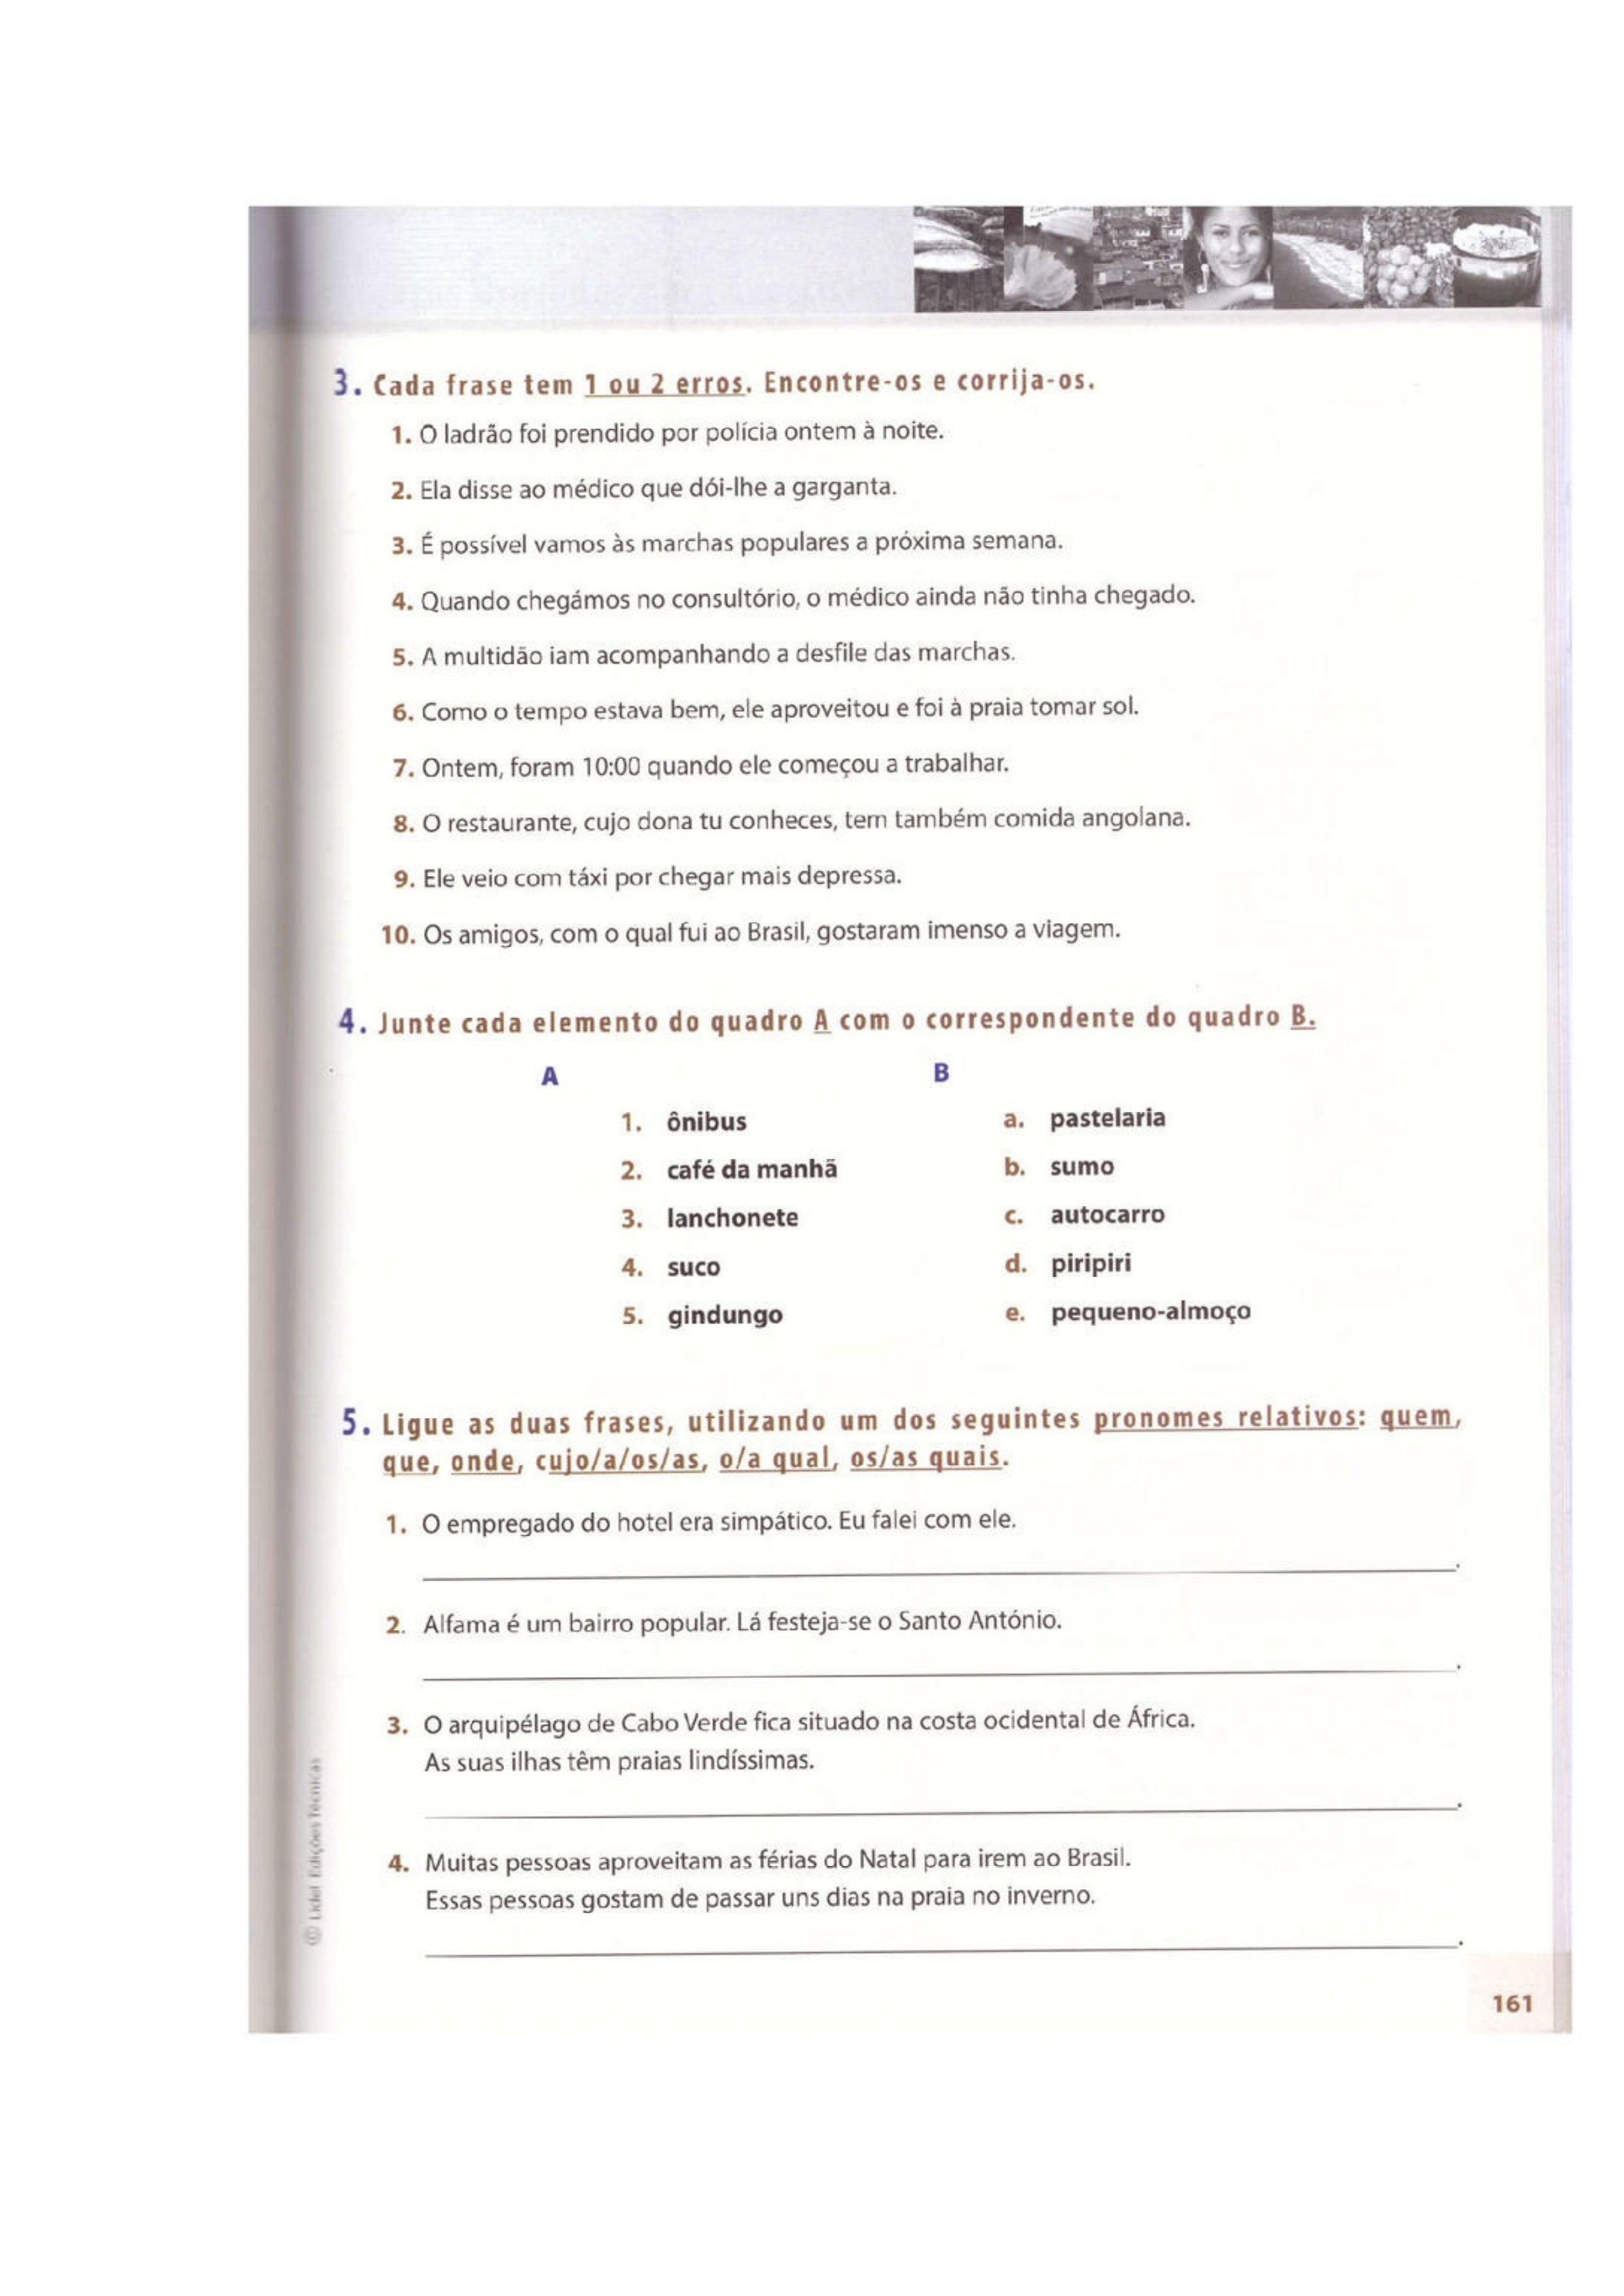 3. Cada frase tem 1 ou 2 erros. Encontre-os e corrija-os.
1. O ladrão foi prendido por polícia ontem à noite.
2. Ela disse ao médico que dói-lhe a garganta.
3. É possível vamos às marchas populares a próxima semana.
4. Quando chegámos no consultório, o médico ainda não tinha chegado.
5. A multidão iam acompanhando a desfile das marchas.
6. Como o tempo estava bem, ele aproveitou e foi à praia tomar sol.
7. Ontem, foram 10:00 quando ele começou a trabalhar.
8. O restaurante, cujo dona tu conheces, tem também comida angolana.
9. Ele veio com táxi por chegar mais depressa.
10. Os amigos, com o qual fui ao Brasil, gostaram imenso a viagem.
4. Junte cada elemento do quadro A com o correspondente do quadro B.
A B
1. ônibus a. pastelaria
2. café da manhã b. sumo
3. lanchonete c. autocarro
4. suco d. piripiri
5. gindungo e. pequeno-almoço
5. Ligue as duas frases, utilizando um dos seguintes pronomes relativos: quem,
que, onde, cujo/a/os/as, o/a qual, os/as quais.
1. O empregado do hotel era simpático. Eu falei com ele.
2. Alfama é um bairro popular. Lá festeja-se o Santo António.
3. O arquipélago de Cabo Verde fica situado na costa ocidental de África.
As suas ilhas têm praias lindíssimas.
4. Muitas pessoas aproveitam as férias do Natal para irem ao Brasil.
Essas pessoas gostam de passar uns dias na praia no inverno.
© Lidel Edições Técnicas
161